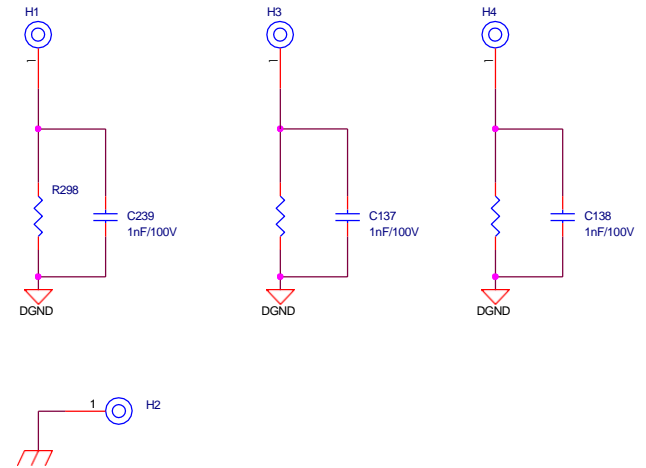 H1
H3
H4
1
1
1
R298
C239
1nF/100V
C137
1nF/100V
C138
1nF/100V
DGND
DGND
DGND
1
H2